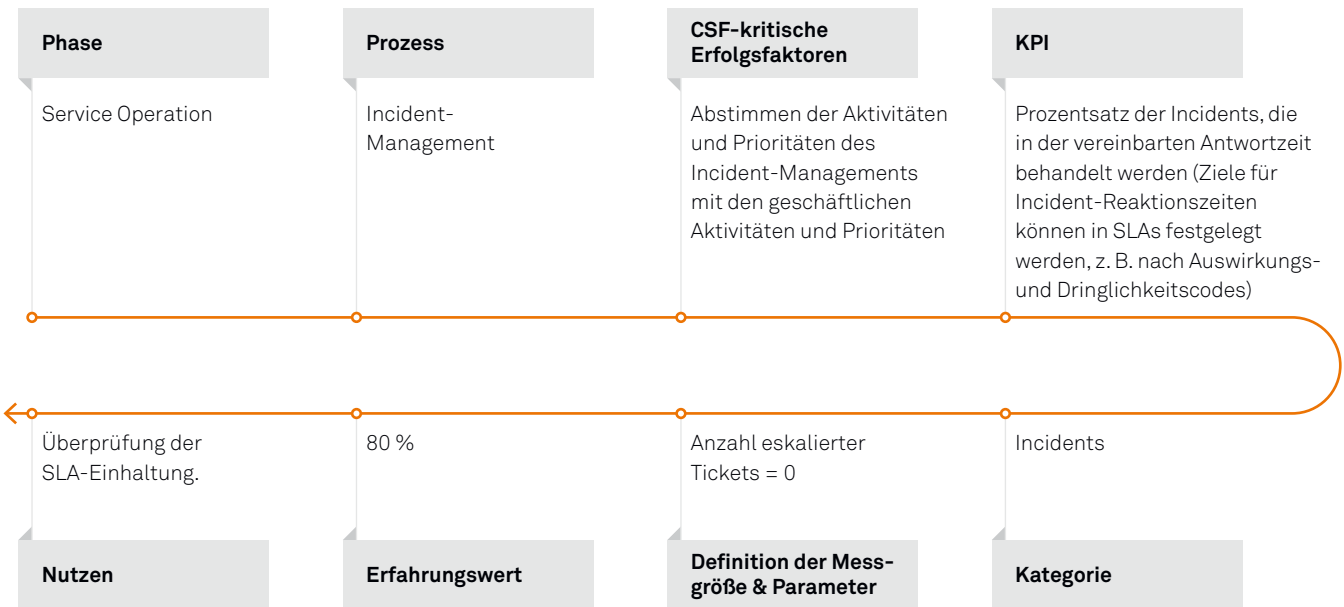 Phase
Service Operation
Prozess
Incident-
Management
CSF-kritische
Erfolgsfaktoren
Abstimmen der Aktivitäten
und Prioritäten des
Incident-Managements
mit den geschäftlichen
Aktivitäten und Prioritäten
KPI
Prozentsatz der Incidents, die
in der vereinbarten Antwortzeit
behandelt werden (Ziele für
Incident-Reaktionszeiten
können in SLAs festgelegt
werden, z. B. nach Auswirkungs-
und Dringlichkeitscodes)
Incidents
Kategorie
Anzahl eskalierter
Tickets = 0
Definition der Mess-
größe & Parameter
80 %
Erfahrungswert
Überprüfung der
SLA-Einhaltung.
Nutzen